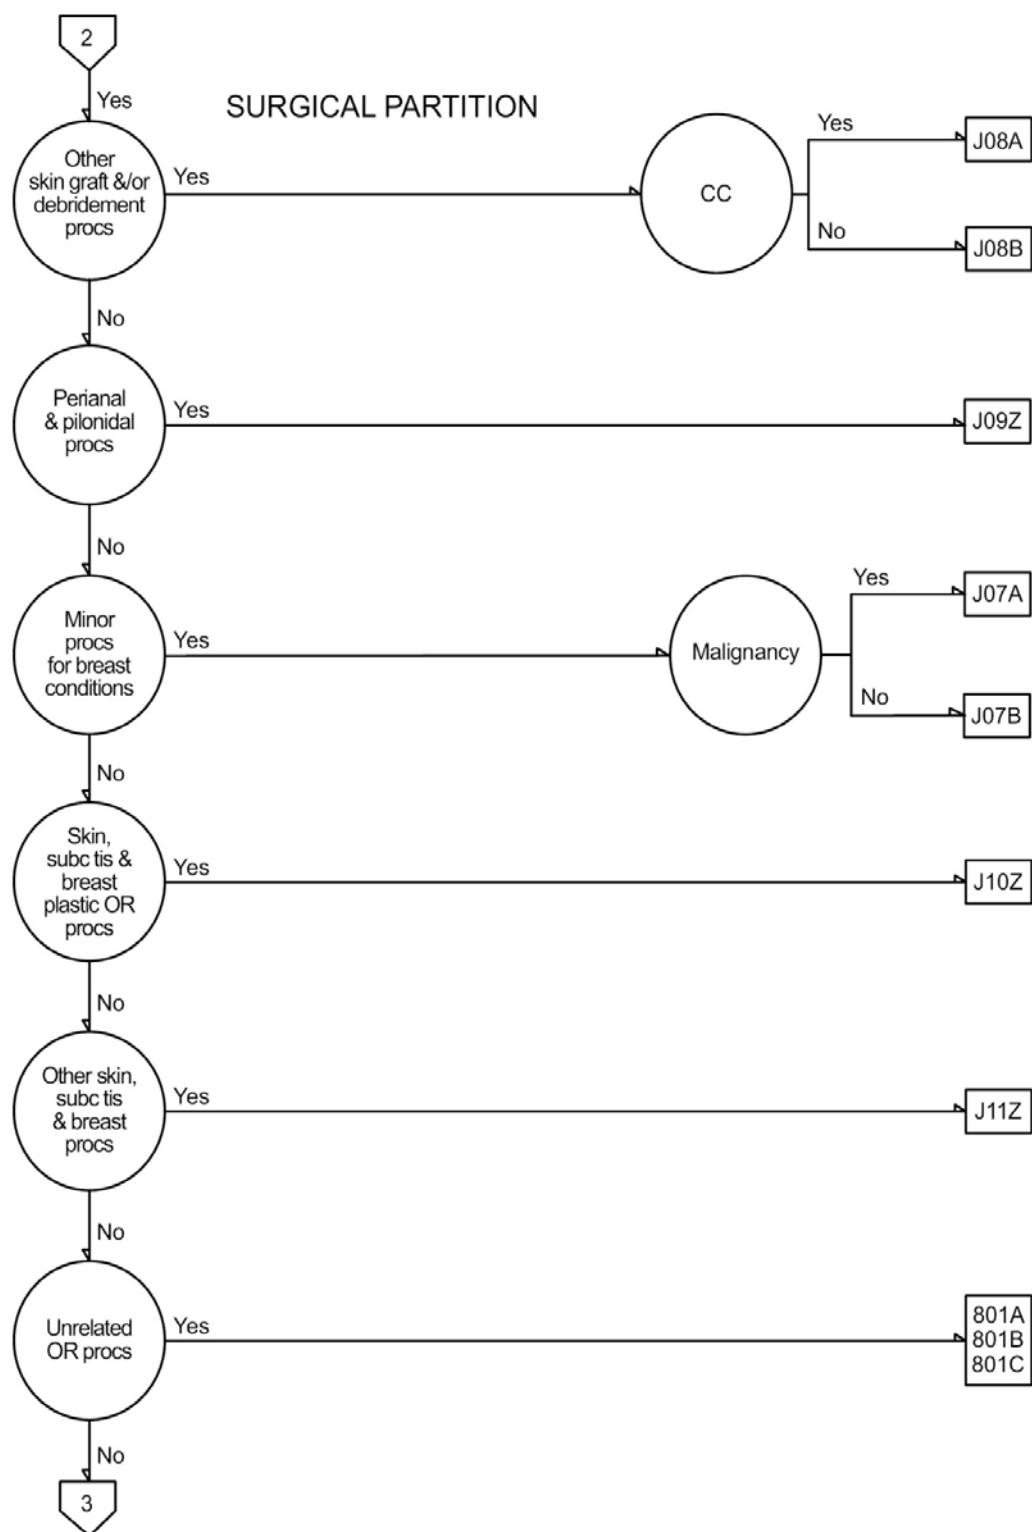 2
Yes
SURGICAL PARTITION
Other
skin graft &/or
debridement
procs
Yes
CC
Yes
J08A
No
J08B
No
Perianal
& pilonidal
procs
Yes
J09Z
No
Minor
procs
for breast
conditions
Yes
Malignancy
Yes
J07A
No
J07B
No
Skin,
subc tis &
breast
plastic OR
procs
Yes
J10Z
No
Other skin,
subc tis
& breast
procs
Yes
J11Z
No
Unrelated
OR procs
Yes
801A
801B
801C
No
3